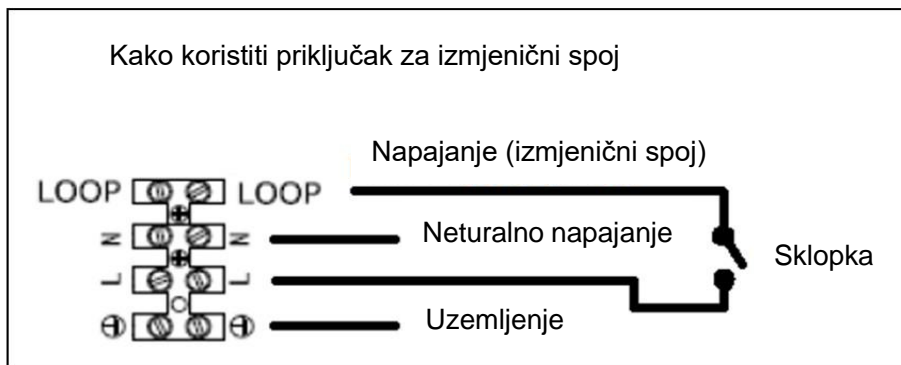 Kako koristiti priključak za izmjenični spoj
Napajanje (izmjenični spoj)
LOOP LOOP
N N Neturalno napajanje
Sklopka
L L
Uzemljenje